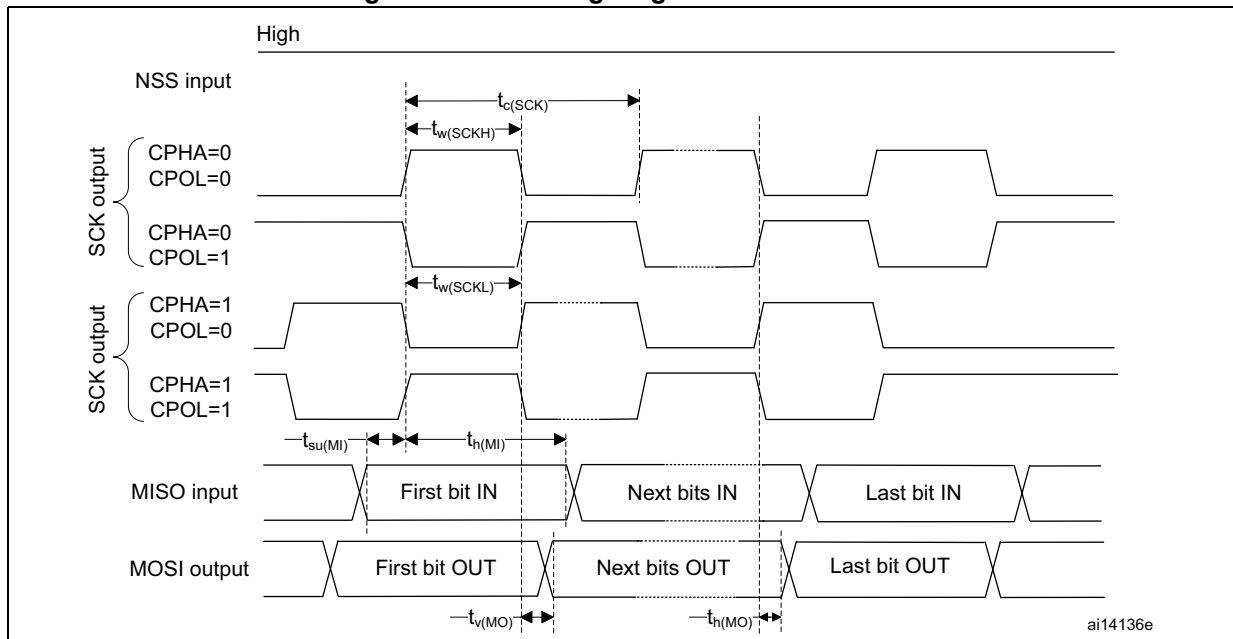 High
NSS input
tc(SCK)
tw(SCKH)
SCK output
CPHA=0
CPOL=0
CPHA=0
CPOL=1
tw(SCKL)
SCK output
CPHA=1
CPOL=0
CPHA=1
CPOL=1
tsu(MI)
th(MI)
MISO input
First bit IN
Next bits IN
Last bit IN
MOSI output
First bit OUT
Next bits OUT
Last bit OUT
tv(MO)
th(MO)
ai14136e